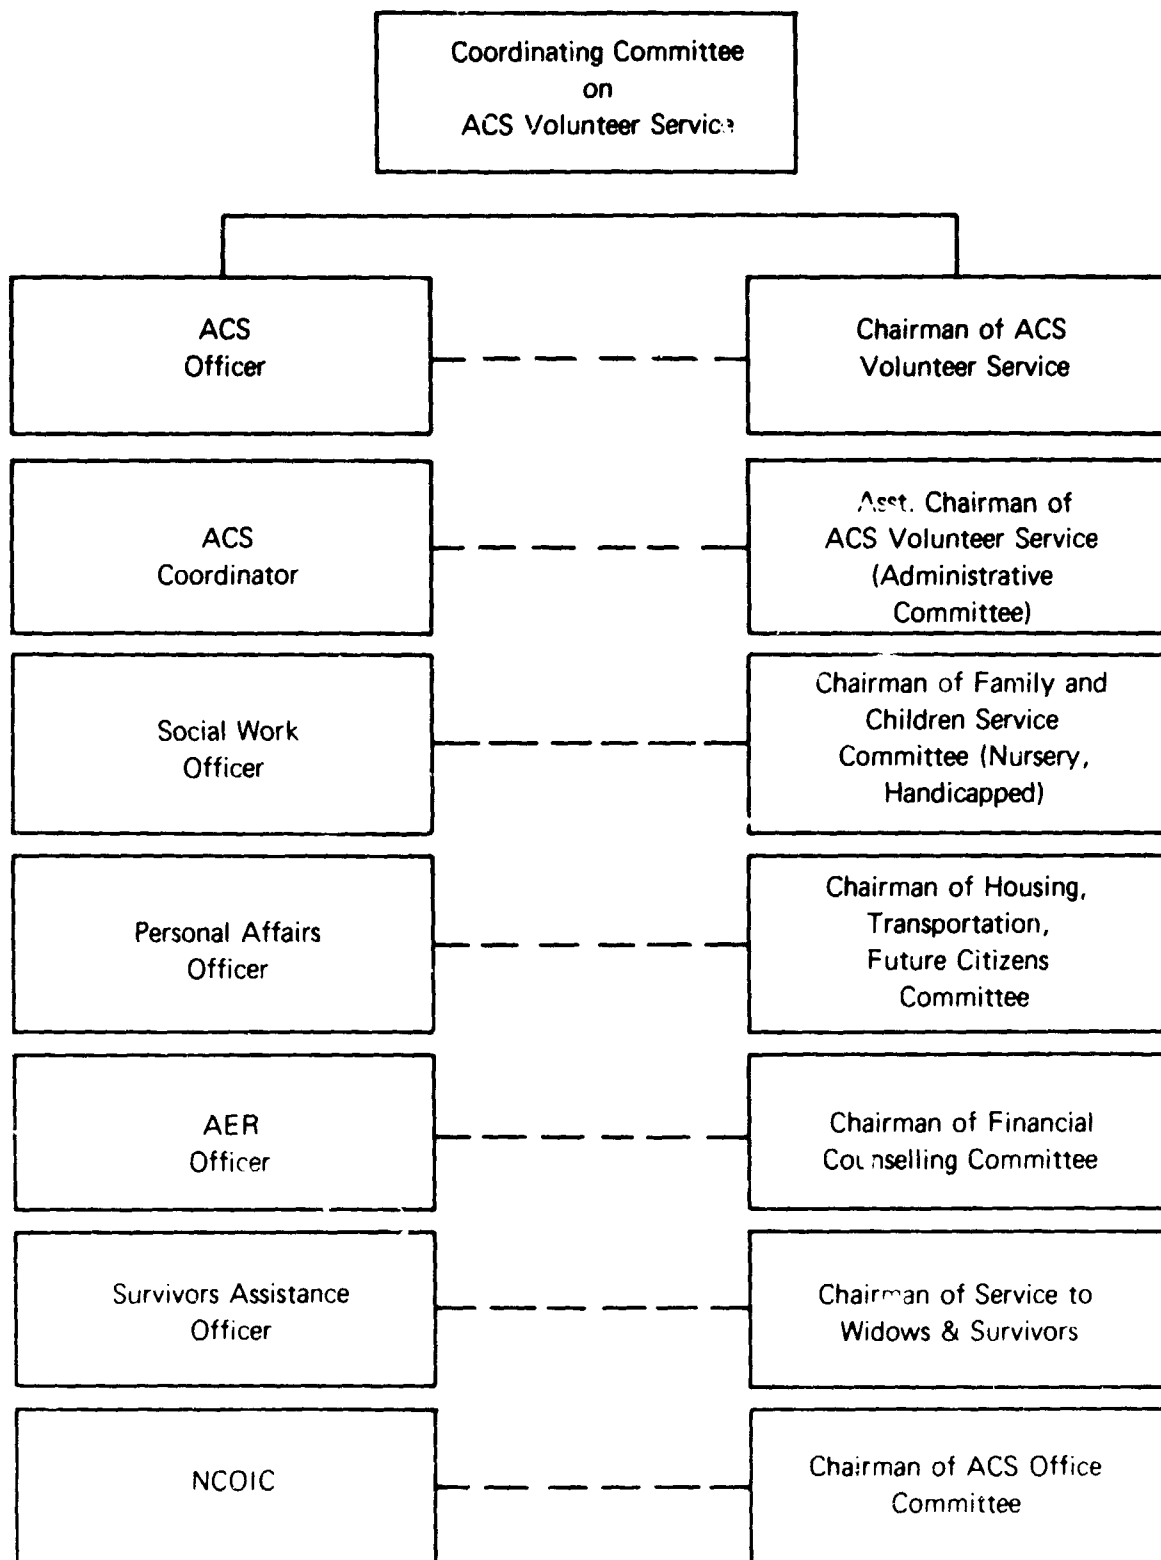 Coordinating Committee
on
ACS Volunteer Service
ACS
Officer
Chairman of ACS
Volunteer Service
ACS
Coordinator
Asst. Chairman of
ACS Volunteer Service
(Administrative
Committee)
Social Work
Officer
Chairman of Family and
Children Service
Committee (Nursery,
Handicapped)
Personal Affairs
Officer
Chairman of Housing,
Transportation,
Future Citizens
Committee
AER
Officer
Chairman of Financial
Counselling Committee
Survivors Assistance
Officer
Chairman of Service to
Widows & Survivors
NCOIC
Chairman of ACS Office
Committee